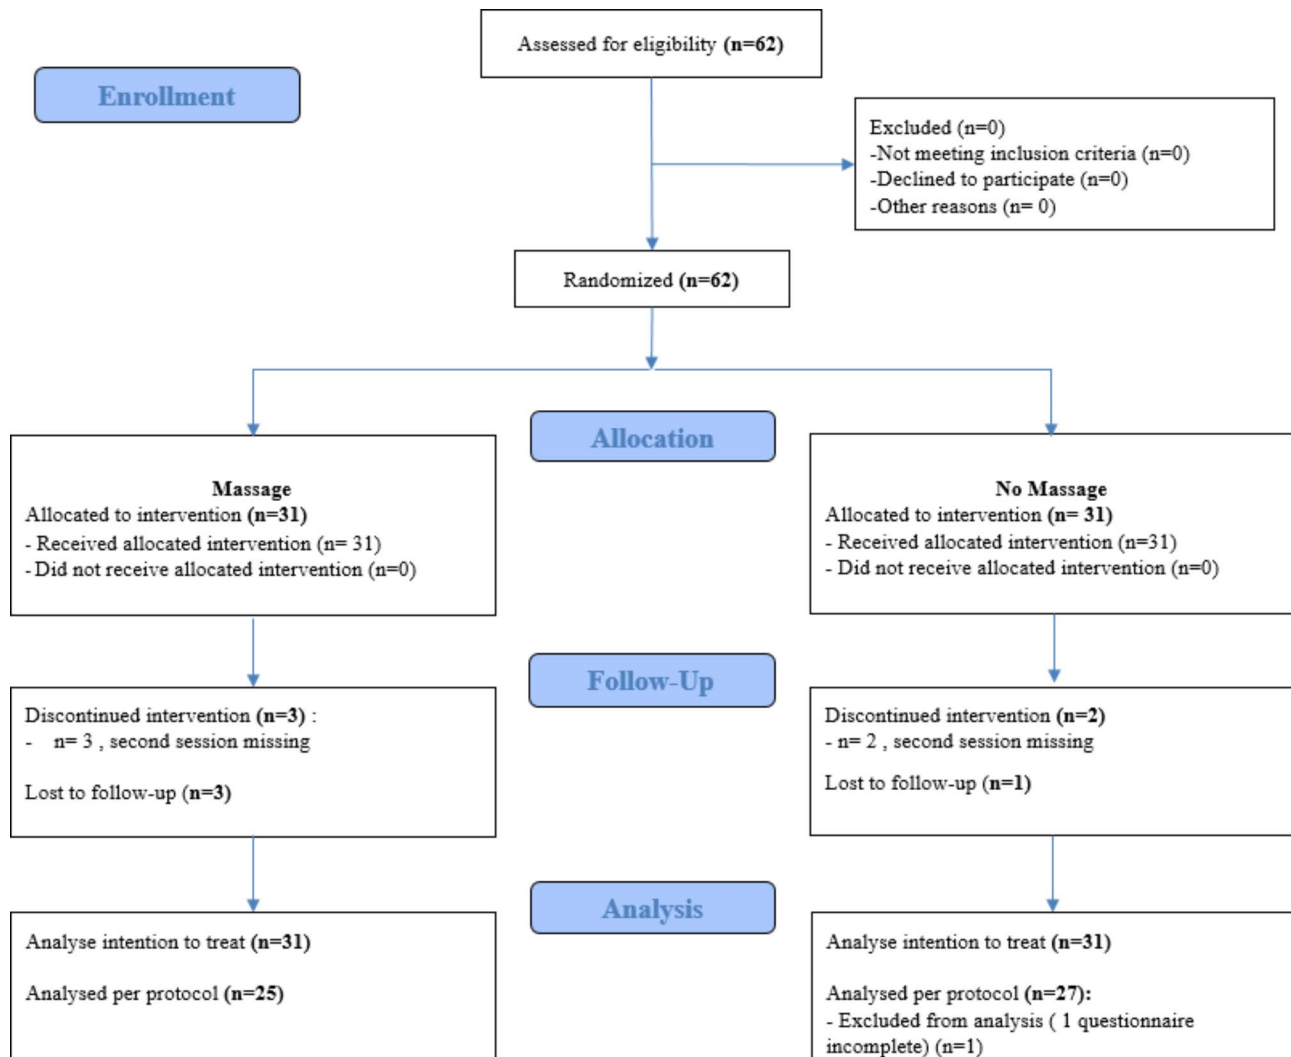 Assessed for eligibility (n=62)
Enrollment
Excluded (n=0)
-Not meeting inclusion criteria (n=0)
-Declined to participate (n=0)
-Other reasons (n= 0)
Randomized (n=62)
Allocation
Massage
Allocated to intervention (n=31)
- Received allocated intervention (n= 31)
- Did not receive allocated intervention (n=0)
No Massage
Allocated to intervention (n= 31)
- Received allocated intervention (n=31)
- Did not receive allocated intervention (n=0)
Follow-Up
Discontinued intervention (n=3) :
- n= 3 , second session missing
Lost to follow-up (n=3)
Discontinued intervention (n=2)
- n= 2 , second session missing
Lost to follow-up (n=1)
Analysis
Analyse intention to treat (n=31)
Analysed per protocol (n=25)
Analyse intention to treat (n=31)
Analysed per protocol (n=27):
- Excluded from analysis ( 1 questionnaire
incomplete) (n=1)